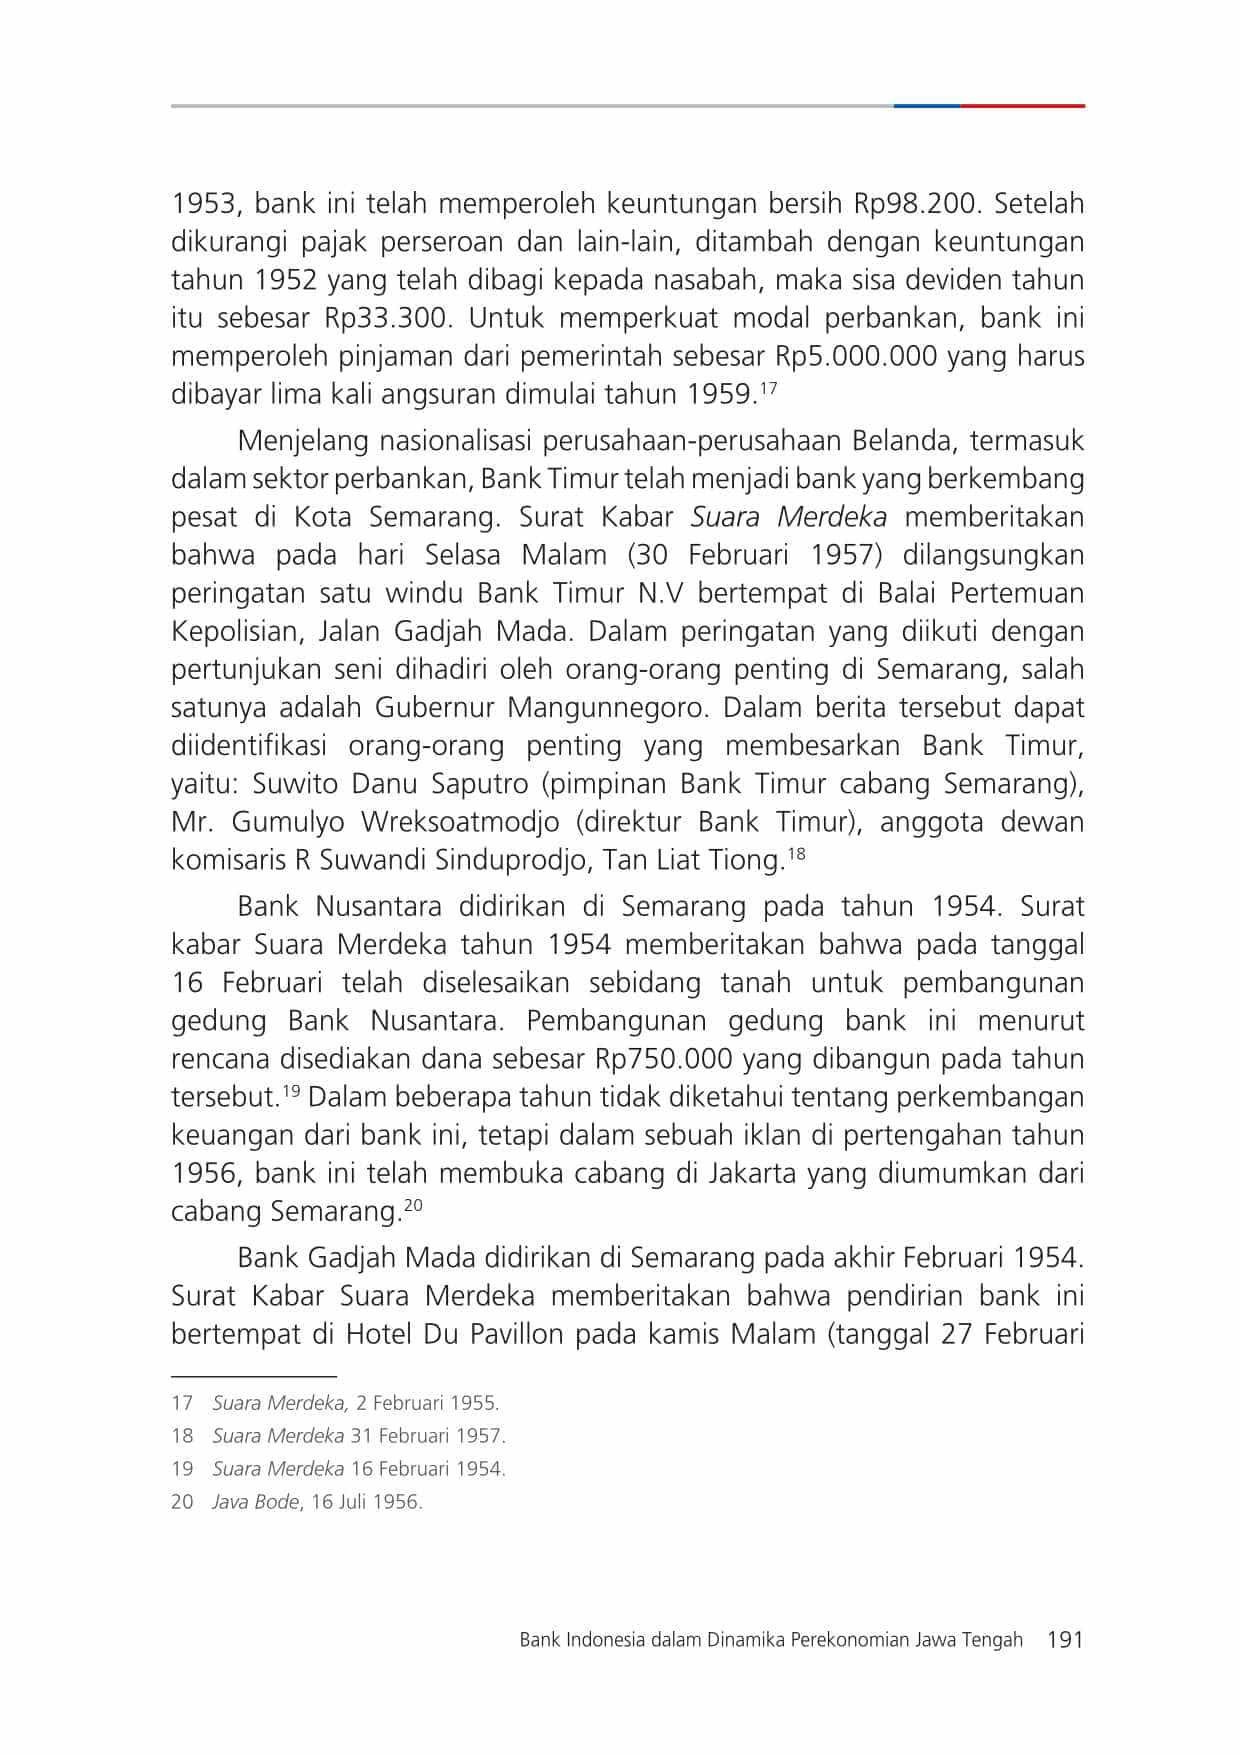 1953, bank ini telah memperoleh keuntungan bersih Rp98.200. Setelah
dikurangi pajak perseroan dan lain-lain, ditambah dengan keuntungan
tahun 1952 yang telah dibagi kepada nasabah, maka sisa deviden tahun
itu sebesar Rp33.300. Untuk memperkuat modal perbankan, bank ini
memperoleh pinjaman dari pemerintah sebesar Rp5.000.000 yang harus
dibayar lima kali angsuran dimulai tahun 1959.17
Menjelang nasionalisasi perusahaan-perusahaan Belanda, termasuk
dalam sektor perbankan, Bank Timur telah menjadi bank yang berkembang
pesat di Kota Semarang. Surat Kabar Suara Merdeka memberitakan
bahwa pada hari Selasa Malam (30 Februari 1957) dilangsungkan
peringatan satu windu Bank Timur N.V bertempat di Balai Pertemuan
Kepolisian, Jalan Gadjah Mada. Dalam peringatan yang diikuti dengan
pertunjukan seni dihadiri oleh orang-orang penting di Semarang, salah
satunya adalah Gubernur Mangunnegoro. Dalam berita tersebut dapat
diidentifikasi orang-orang penting yang membesarkan Bank Timur,
yaitu: Suwito Danu Saputro (pimpinan Bank Timur cabang Semarang),
Mr. Gumulyo Wreksoatmodjo (direktur Bank Timur), anggota dewan
komisaris R Suwandi Sinduprodjo, Tan Liat Tiong.18
Bank Nusantara didirikan di Semarang pada tahun 1954. Surat
kabar Suara Merdeka tahun 1954 memberitakan bahwa pada tanggal
16 Februari telah diselesaikan sebidang tanah untuk pembangunan
gedung Bank Nusantara. Pembangunan gedung bank ini menurut
rencana disediakan dana sebesar Rp750.000 yang dibangun pada tahun
tersebut.19 Dalam beberapa tahun tidak diketahui tentang perkembangan
keuangan dari bank ini, tetapi dalam sebuah iklan di pertengahan tahun
1956, bank ini telah membuka cabang di Jakarta yang diumumkan dari
cabang Semarang.20
Bank Gadjah Mada didirikan di Semarang pada akhir Februari 1954.
Surat Kabar Suara Merdeka memberitakan bahwa pendirian bank ini
bertempat di Hotel Du Pavillon pada kamis Malam (tanggal 27 Februari
17 Suara Merdeka, 2 Februari 1955.
18 Suara Merdeka 31 Februari 1957.
19 Suara Merdeka 16 Februari 1954.
20 Java Bode, 16 Juli 1956.
Bank Indonesia dalam Dinamika Perekonomian Jawa Tengah 191